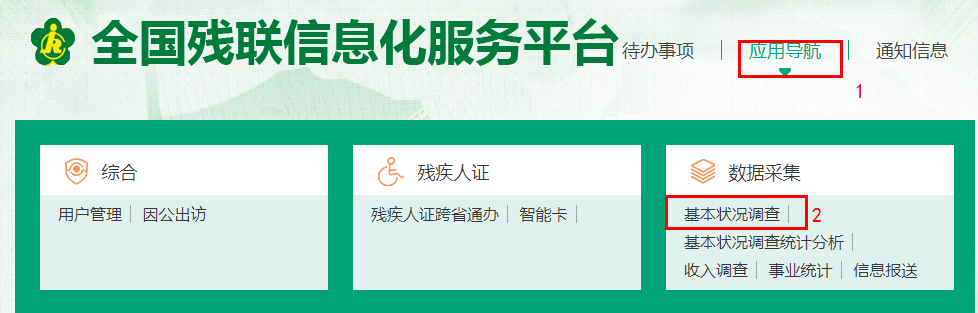 全国残联信息化服务平台
待办事项 应用导航 通知信息
1
综合
用户管理 因公出访
残疾人证
残疾人证跨省通办 智能卡
数据采集
基本状况调查 2
基本状况调查统计分析
收入调查 事业统计 信息报送